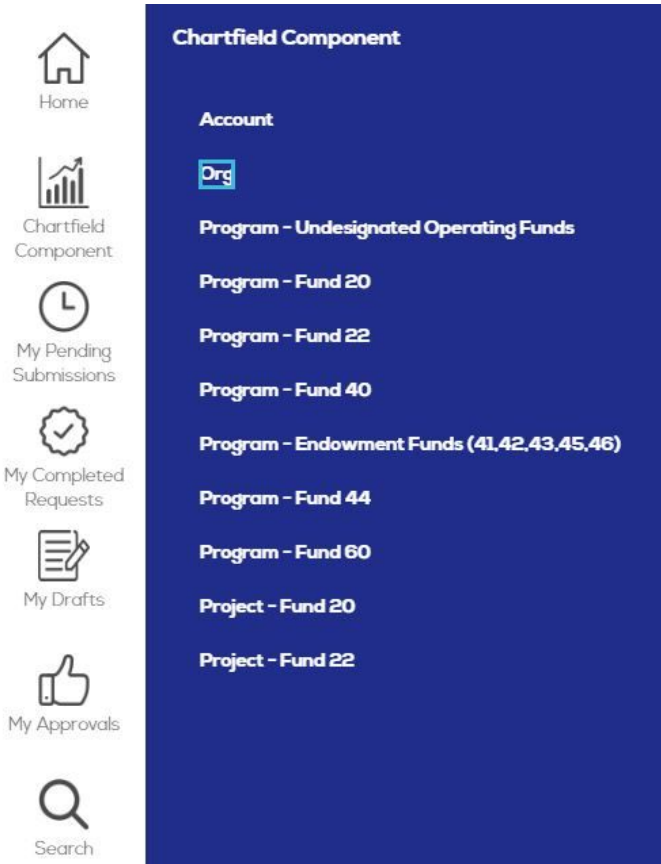 Home
Chartfield
Component
My Pending
Submissions
My Completed
Requests
My Drafts
My Approvals
Search
Chartfield Component
Account
Org
Program - Undesignated Operating Funds
Program - Fund 20
Program - Fund 22
Program - Fund 40
Program - Endowment Funds (41,42,43,45,46)
Program - Fund 44
Program - Fund 60
Project - Fund 20
Project - Fund 22